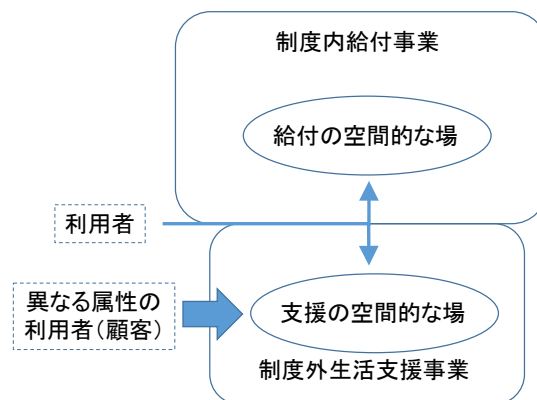 制度内給付事業
給付の空間的な場
利用者
異なる属性の
利用者(顧客)
支援の空間的な場
制度外生活支援事業